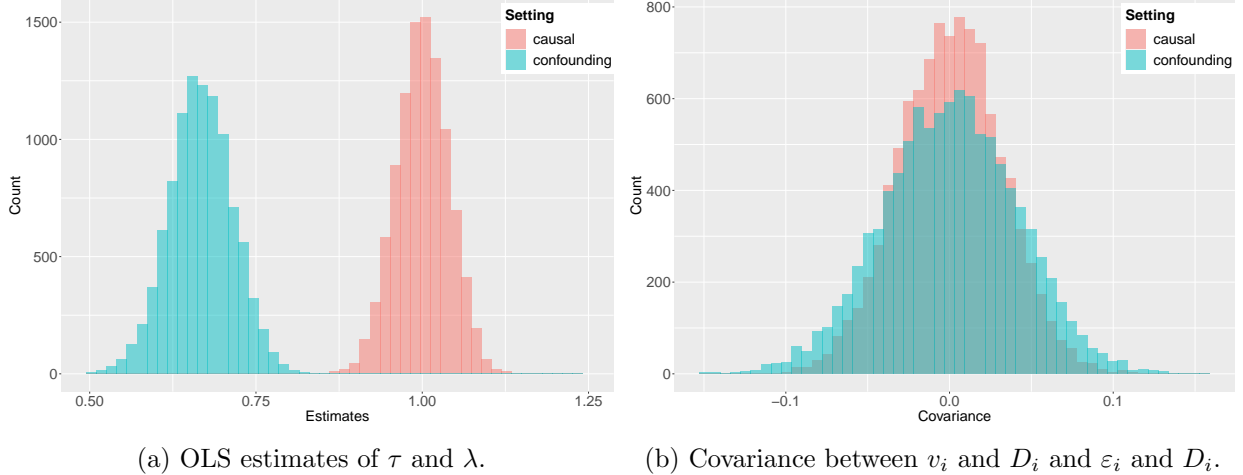 1500
1000
500
0
Count
0.50
0.75
1.00
1.25
Estimates
Setting
causal
confounding
800
600
400
200
0
Count
−0.1
0.0
0.1
Covariance
Setting
causal
confounding
(a) OLS estimates of τ and λ.
(b) Covariance between vᵢ and Dᵢ and εᵢ and Dᵢ.